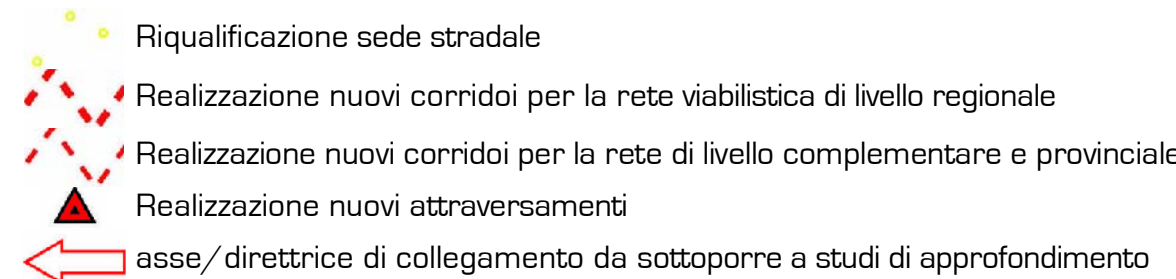 Riqualificazione sede stradale
Realizzazione nuovi corridoi per la rete viabilistica di livello regionale
Realizzazione nuovi corridoi per la rete di livello complementare e provinciale
Realizzazione nuovi attraversamenti
asse/direttrice di collegamento da sottoporre a studi di approfondimento